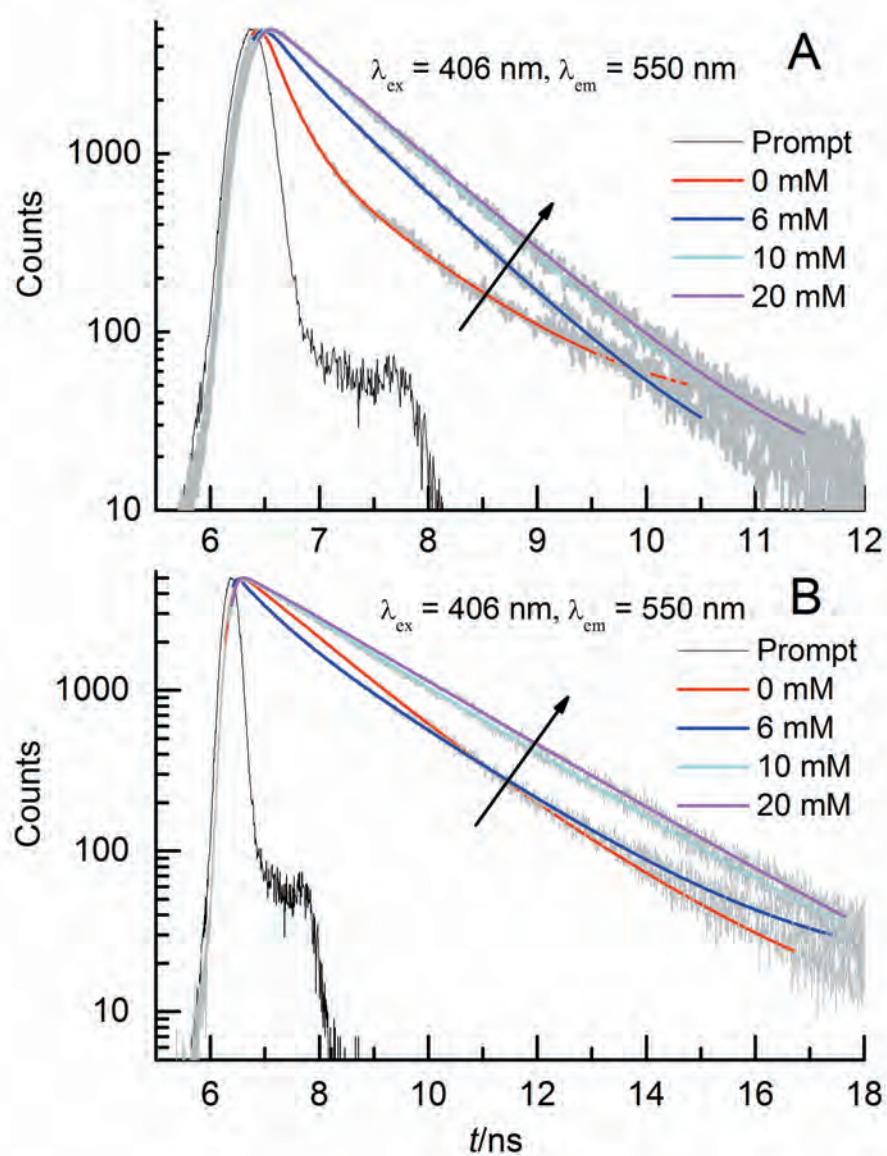 A
λex = 406 nm, λem = 550 nm
Prompt
0 mM
6 mM
10 mM
20 mM
Counts
1000
100
10
6 7 8 9 10 11 12
B
λex = 406 nm, λem = 550 nm
Prompt
0 mM
6 mM
10 mM
20 mM
Counts
1000
100
10
6 8 10 12 14 16 18
t/ns